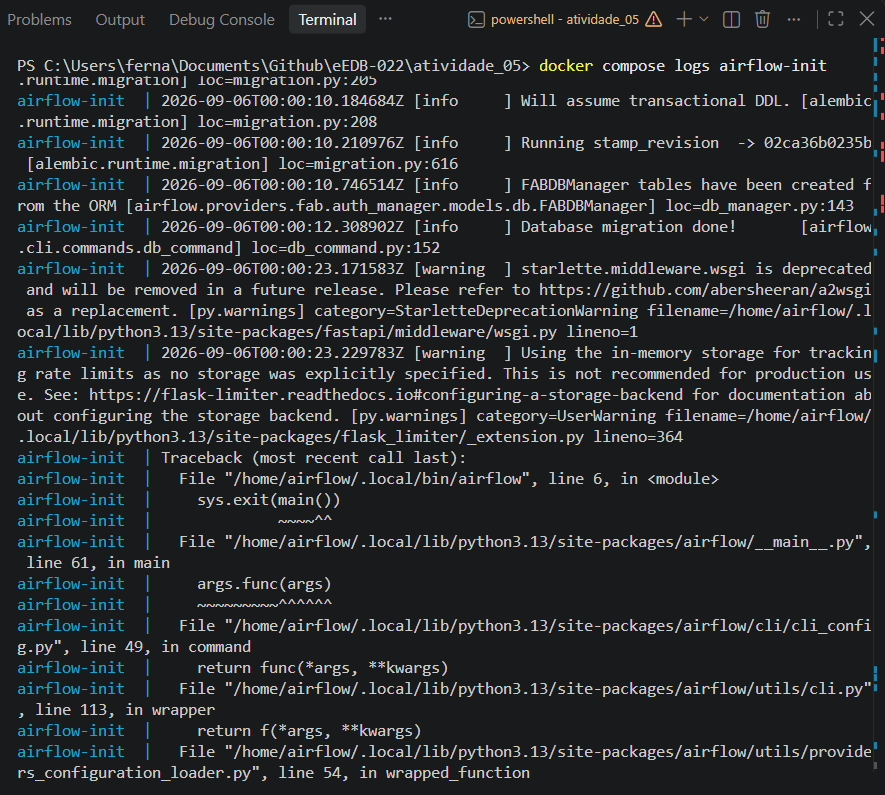 Problems Output Debug Console Terminal ··· powershell - atividade_05
PS C:\Users\ferna\Documents\Github\eEDB-022\atividade_05> docker compose logs airflow-init
.runtime.migration] loc=migration.py:205
airflow-init  | 2026-09-06T00:00:10.184684Z [info     ] Will assume transactional DDL. [alembic
.runtime.migration] loc=migration.py:208
airflow-init  | 2026-09-06T00:00:10.210976Z [info     ] Running stamp_revision  -> 02ca36b0235b
 [alembic.runtime.migration] loc=migration.py:616
airflow-init  | 2026-09-06T00:00:10.746514Z [info     ] FABDBManager tables have been created f
rom the ORM [airflow.providers.fab.auth_manager.models.db.FABDBManager] loc=db_manager.py:143
airflow-init  | 2026-09-06T00:00:12.308902Z [info     ] Database migration done!       [airflow
.cli.commands.db_command] loc=db_command.py:152
airflow-init  | 2026-09-06T00:00:23.171583Z [warning  ] starlette.middleware.wsgi is deprecated
 and will be removed in a future release. Please refer to https://github.com/abersheeran/a2wsgi
 as a replacement. [py.warnings] category=StarletteDeprecationWarning filename=/home/airflow/.l
ocal/lib/python3.13/site-packages/fastapi/middleware/wsgi.py lineno=1
airflow-init  | 2026-09-06T00:00:23.229783Z [warning  ] Using the in-memory storage for trackin
g rate limits as no storage was explicitly specified. This is not recommended for production us
e. See: https://flask-limiter.readthedocs.io#configuring-a-storage-backend for documentation ab
out configuring the storage backend. [py.warnings] category=UserWarning filename=/home/airflow/
.local/lib/python3.13/site-packages/flask_limiter/_extension.py lineno=364
airflow-init  | Traceback (most recent call last):
airflow-init  |   File "/home/airflow/.local/bin/airflow", line 6, in <module>
airflow-init  |     sys.exit(main())
airflow-init  |              ~~~~^^
airflow-init  |   File "/home/airflow/.local/lib/python3.13/site-packages/airflow/__main__.py",
 line 61, in main
airflow-init  |     args.func(args)
airflow-init  |     ~~~~~~~~~^^^^^^
airflow-init  |   File "/home/airflow/.local/lib/python3.13/site-packages/airflow/cli/cli_confi
g.py", line 49, in command
airflow-init  |     return func(*args, **kwargs)
airflow-init  |   File "/home/airflow/.local/lib/python3.13/site-packages/airflow/utils/cli.py"
, line 113, in wrapper
airflow-init  |     return f(*args, **kwargs)
airflow-init  |   File "/home/airflow/.local/lib/python3.13/site-packages/airflow/utils/provide
rs_configuration_loader.py", line 54, in wrapped_function